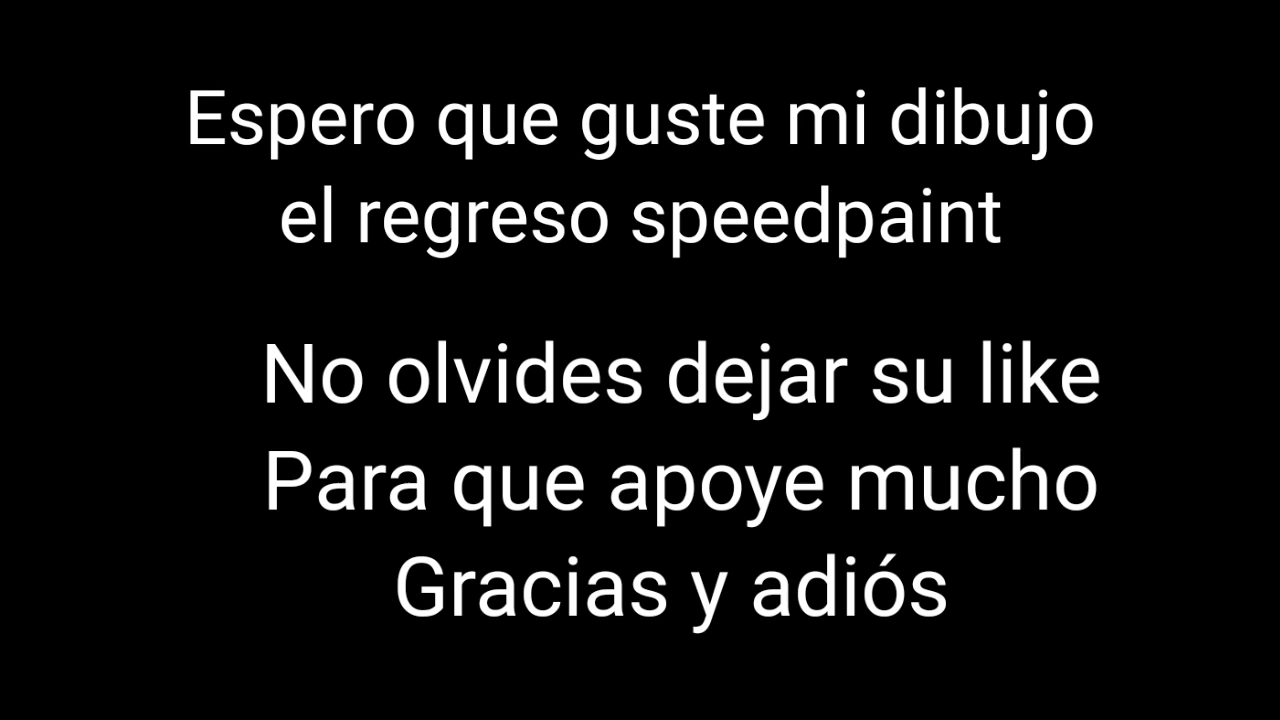 Espero que guste mi dibujo
el regreso speedpaint
No olvides dejar su like
Para que apoye mucho
Gracias y adiós